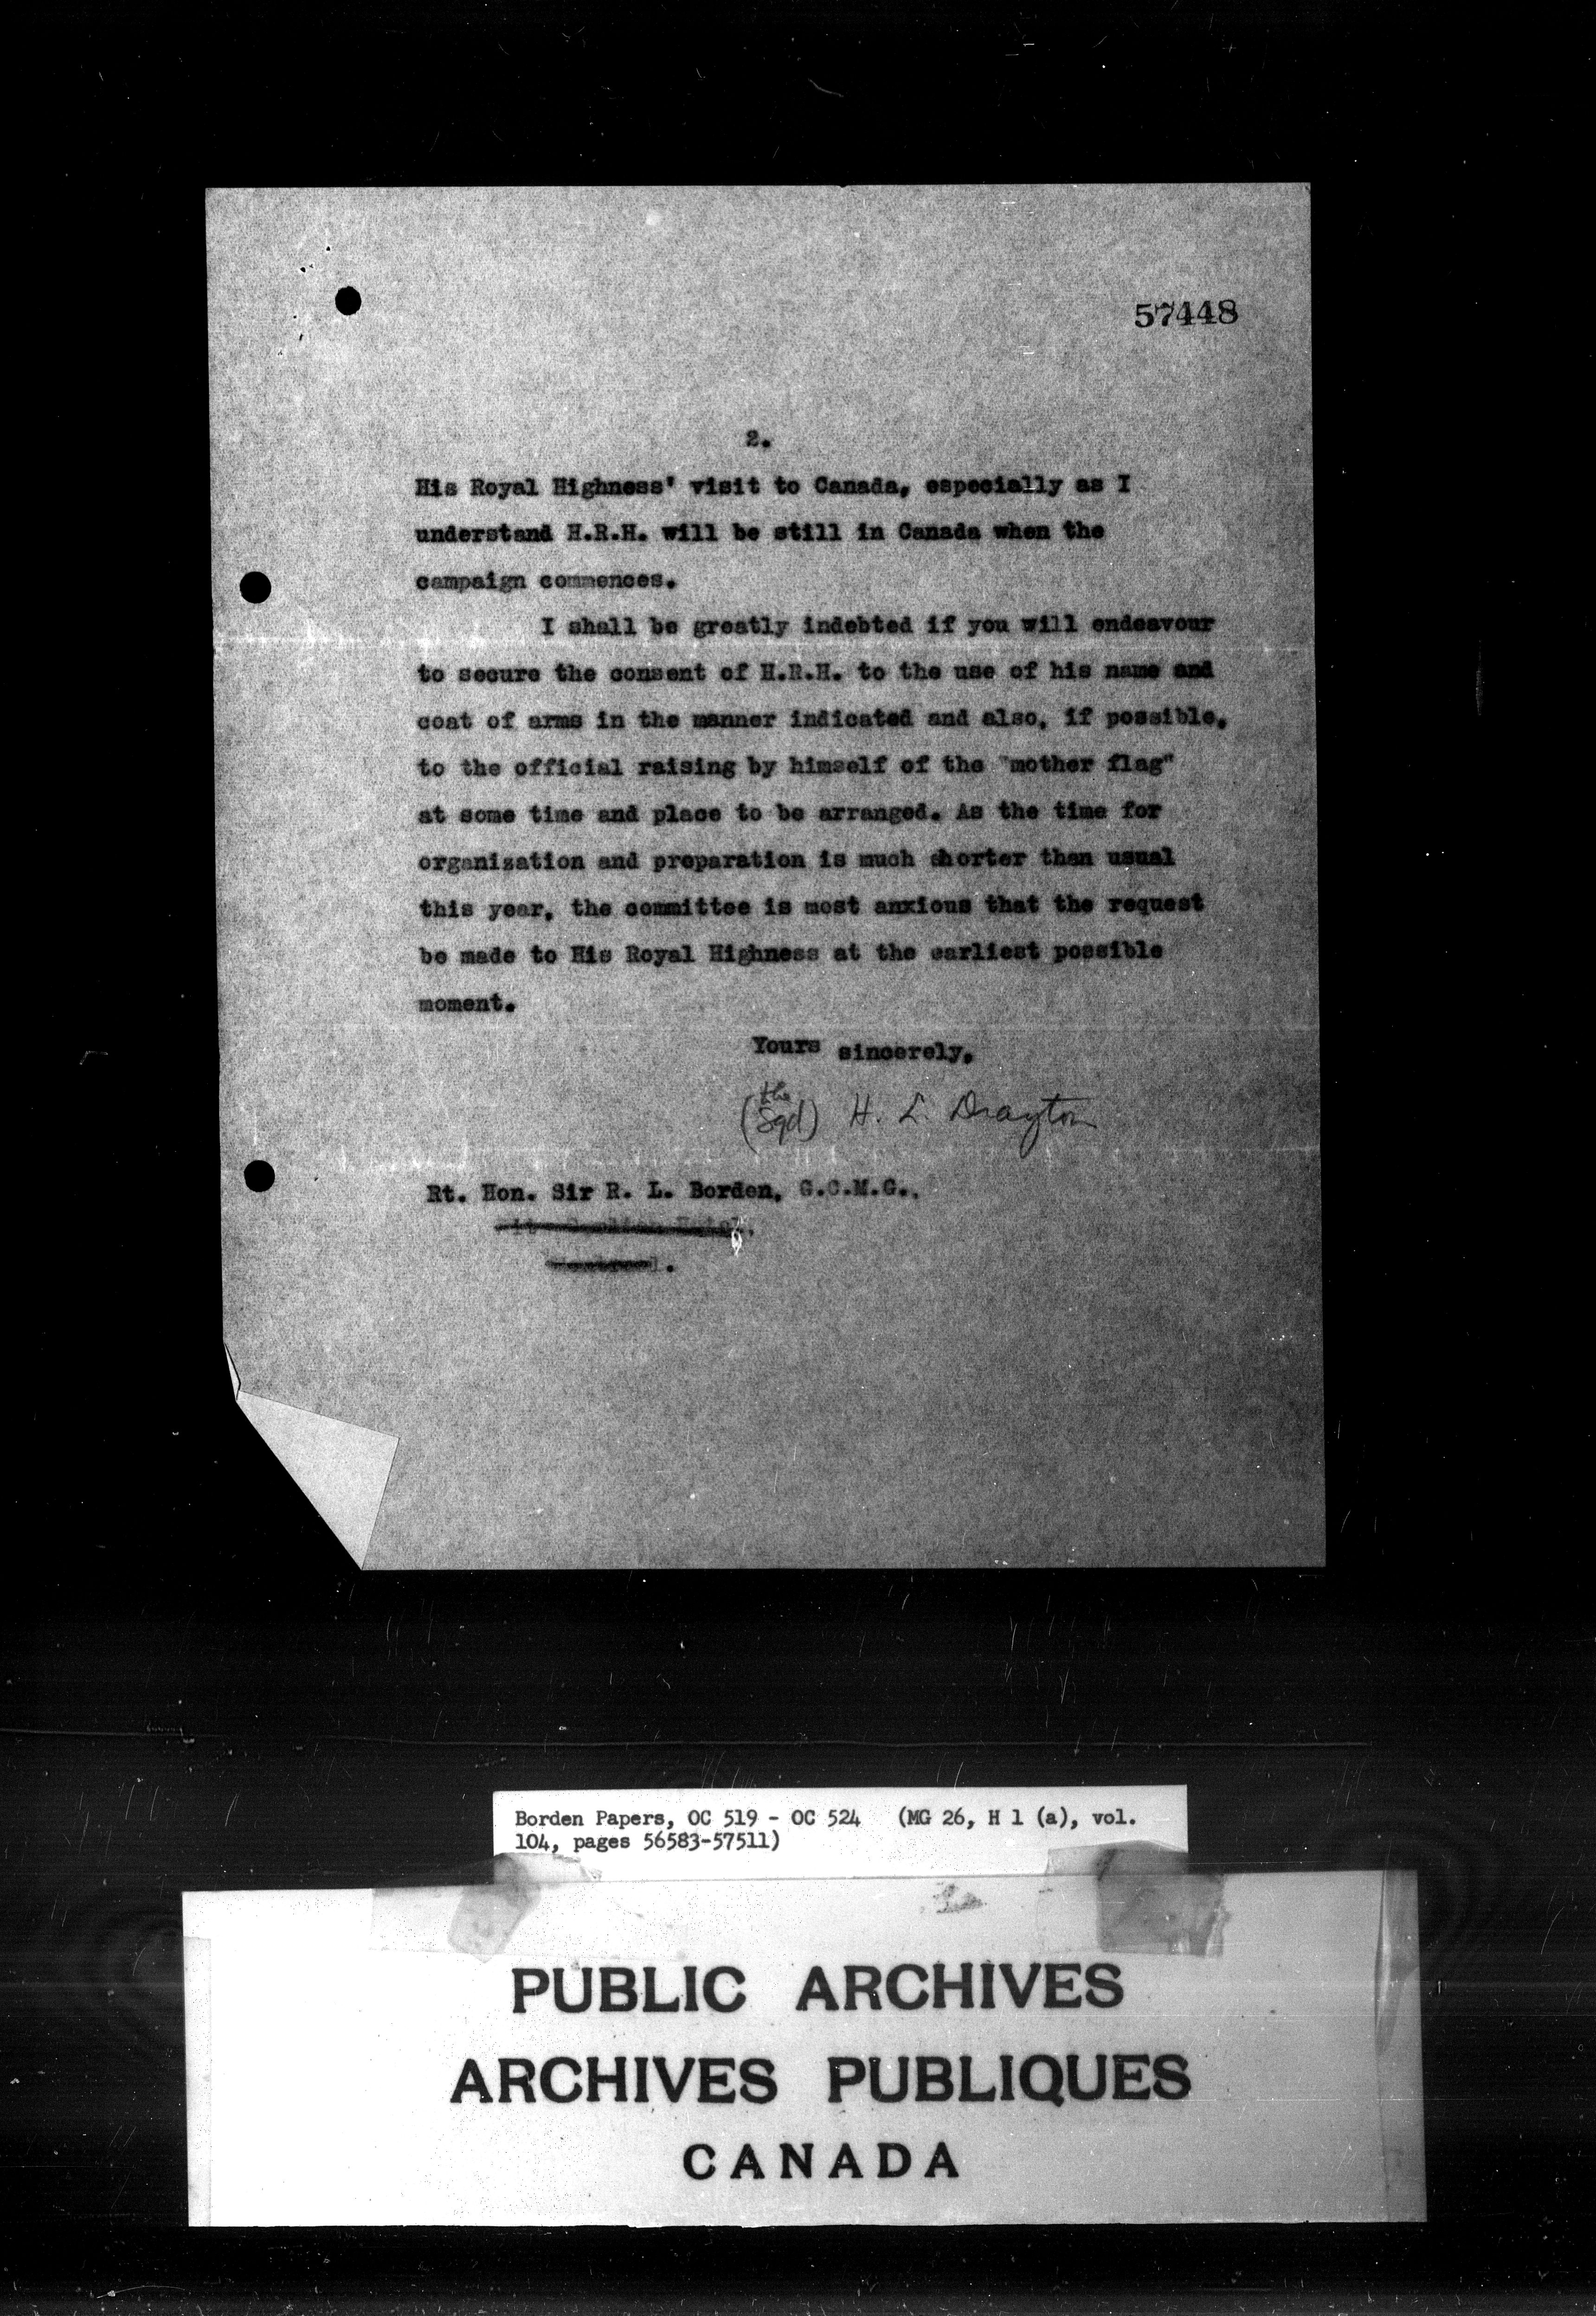 57448
2.
His Royal Highness' visit to Canada, especially as I
understand H.R.H. will be still in Canada when the
campaign commences.
I shall be greatly indebted if you will endeavour
to secure the consent of H.R.H. to the use of his name and
coat of arms in the manner indicated and also, if possible,
to the official raising by himself of the "mother flag"
at some time and place to be arranged. As the time for
organization and preparation is much shorter than usual
this year, the committee is most anxious that the request
be made to His Royal Highness at the earliest possible
moment.
Yours sincerely,
(the Sgd) H. L. Drayton
Rt. Hon. Sir R. L. Borden, G.C.M.G.,
Borden Papers, OC 519 - OC 524 (MG 26, H 1 (a), vol.
104, pages 56583-57511)
PUBLIC ARCHIVES
ARCHIVES PUBLIQUES
CANADA